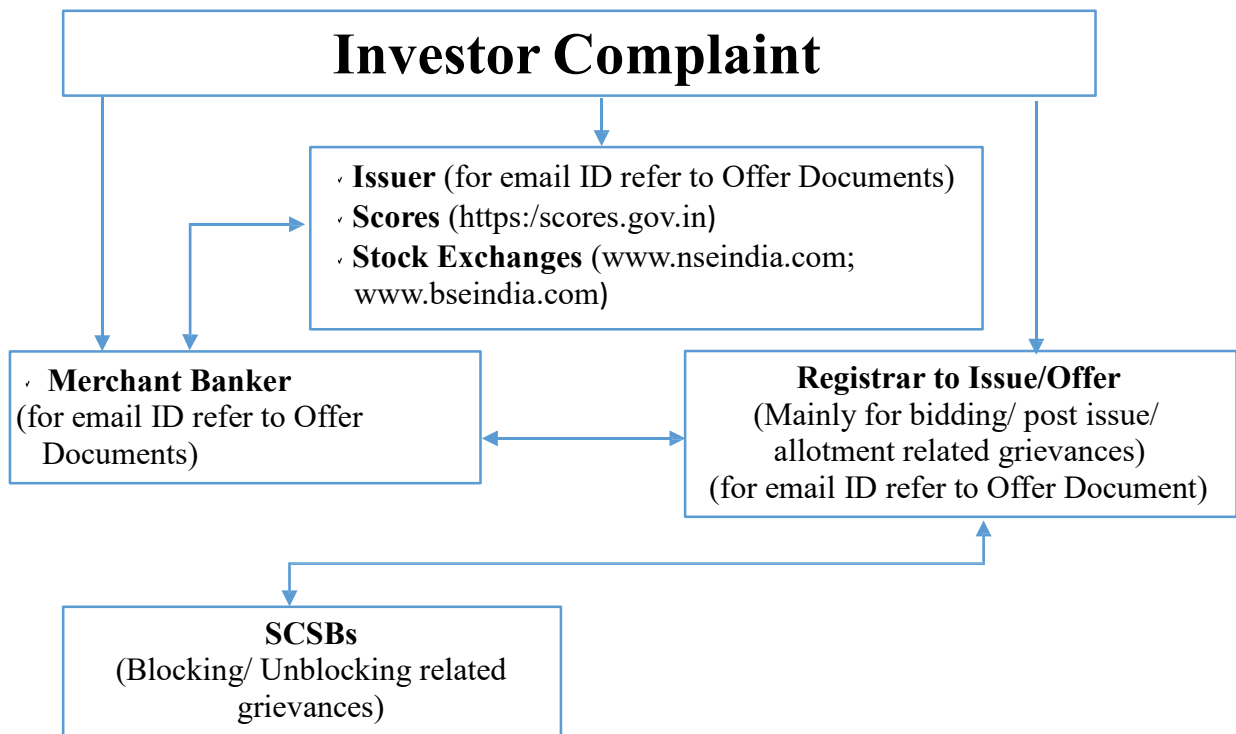 Investor Complaint
✓ Issuer (for email ID refer to Offer Documents)
✓ Scores (https:/scores.gov.in)
✓ Stock Exchanges (www.nseindia.com;
www.bseindia.com)
✓ Merchant Banker
(for email ID refer to Offer
Documents)
Registrar to Issue/Offer
(Mainly for bidding/ post issue/
allotment related grievances)
(for email ID refer to Offer Document)
SCSBs
(Blocking/ Unblocking related
grievances)